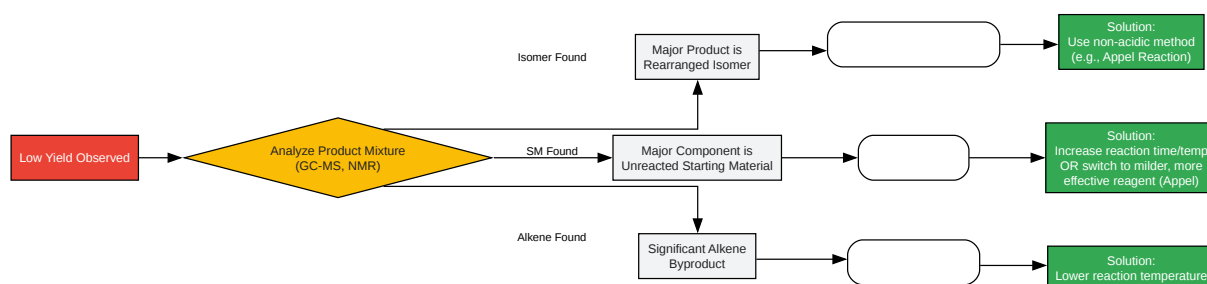 Low Yield Observed
Analyze Product Mixture
(GC-MS, NMR)
Isomer Found
Major Product is
Rearranged Isomer
Solution:
Use non-acidic method
(e.g., Appel Reaction)
SM Found
Major Component is
Unreacted Starting Material
Solution:
Increase reaction time/temp
OR switch to milder, more
effective reagent (Appel)
Alkene Found
Significant Alkene
Byproduct
Solution:
Lower reaction temperature